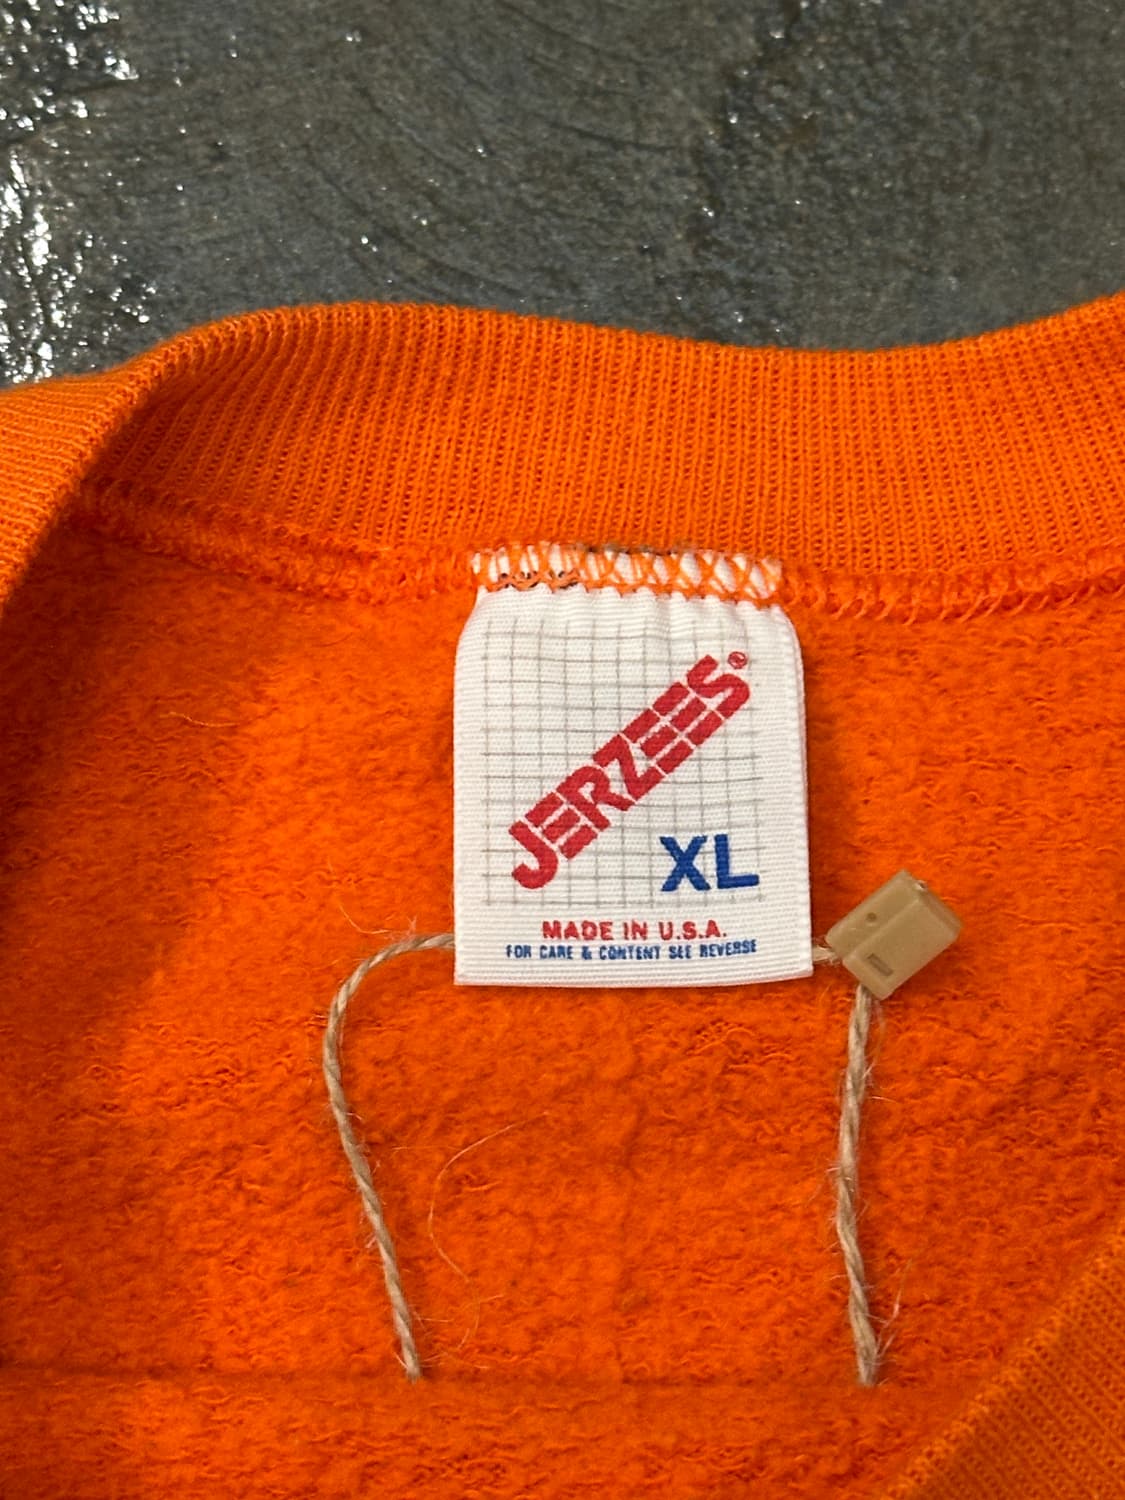 JERZEES®
XL
MADE IN U.S.A.
FOR CARE & CONTENT SEE REVERSE